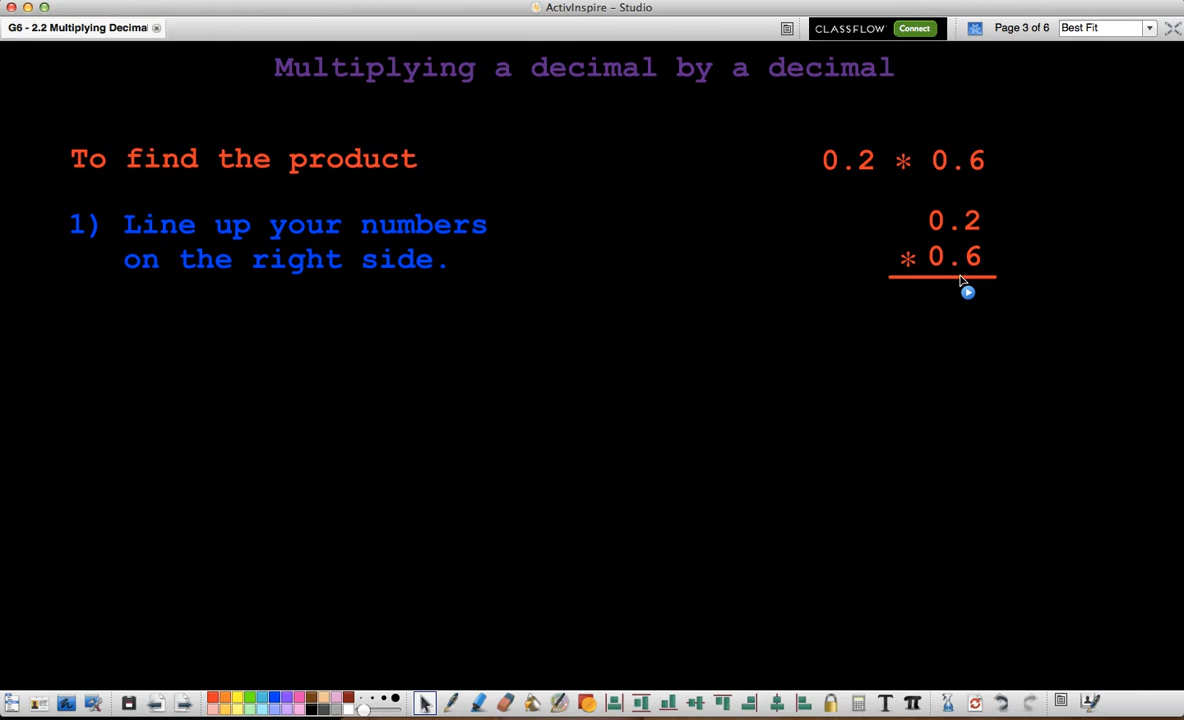 ActivInspire - Studio
G6 - 2.2 Multiplying Decima
CLASSFLOW Connect
Page 3 of 6
Best Fit
Multiplying a decimal by a decimal
To find the product
0.2 * 0.6
1) Line up your numbers
on the right side.
0.2
* 0.6